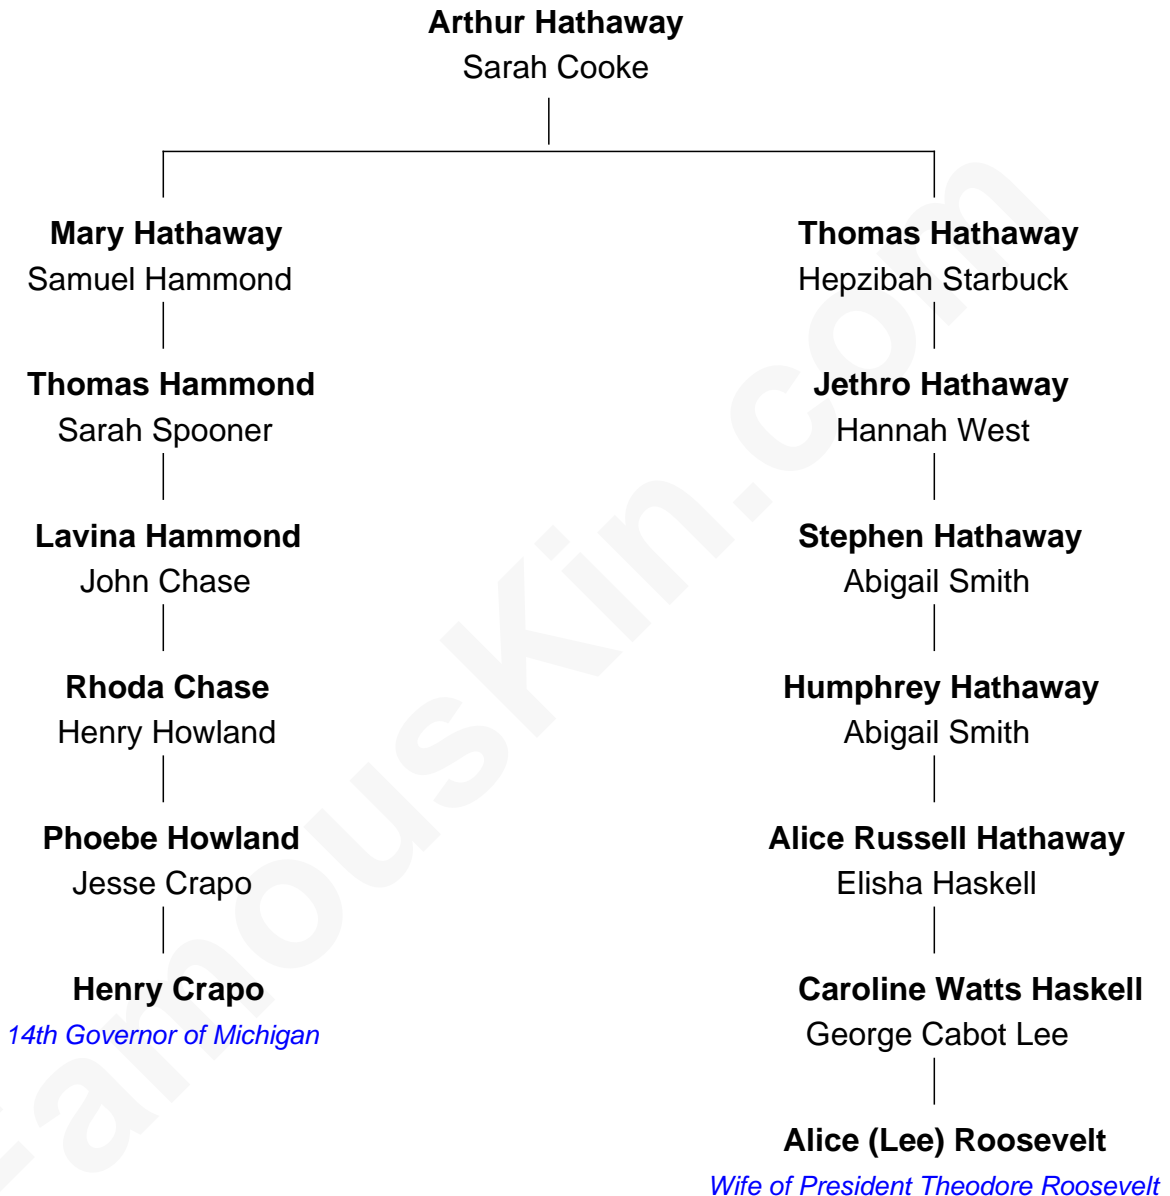 Arthur Hathaway
Sarah Cooke
Mary Hathaway
Samuel Hammond
Thomas Hathaway
Hepzibah Starbuck
Thomas Hammond
Sarah Spooner
Jethro Hathaway
Hannah West
Lavina Hammond
John Chase
Stephen Hathaway
Abigail Smith
Rhoda Chase
Henry Howland
Humphrey Hathaway
Abigail Smith
Phoebe Howland
Jesse Crapo
Alice Russell Hathaway
Elisha Haskell
Henry Crapo
14th Governor of Michigan
Caroline Watts Haskell
George Cabot Lee
Alice (Lee) Roosevelt
Wife of President Theodore Roosevelt
FamousKin.com